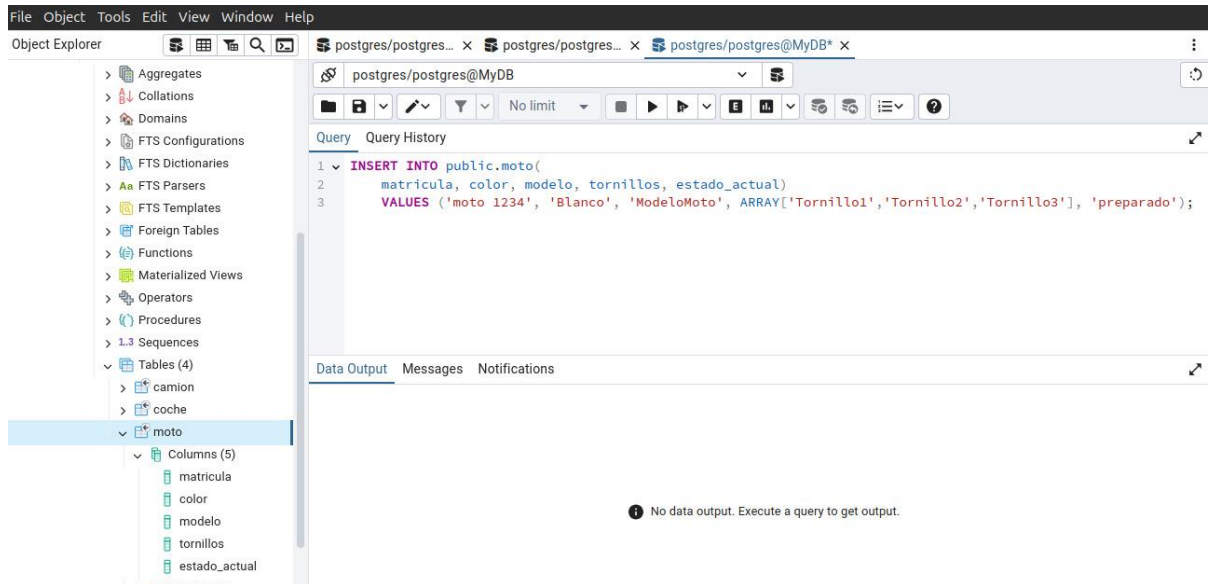 File Object Tools Edit View Window Help
Object Explorer
postgres/postgres... postgres/postgres... postgres/postgres@MyDB*
Aggregates
Collations
Domains
FTS Configurations
FTS Dictionaries
Aa FTS Parsers
FTS Templates
Foreign Tables
Functions
Materialized Views
Operators
Procedures
1..3 Sequences
Tables (4)
camion
coche
moto
Columns (5)
matricula
color
modelo
tornillos
estado_actual
postgres/postgres@MyDB
No limit
E
Query Query History
1 INSERT INTO public.moto(
2 matricula, color, modelo, tornillos, estado_actual)
3 VALUES ('moto 1234', 'Blanco', 'ModeloMoto', ARRAY['Tornillo1','Tornillo2','Tornillo3'], 'preparado');
Data Output Messages Notifications
No data output. Execute a query to get output.